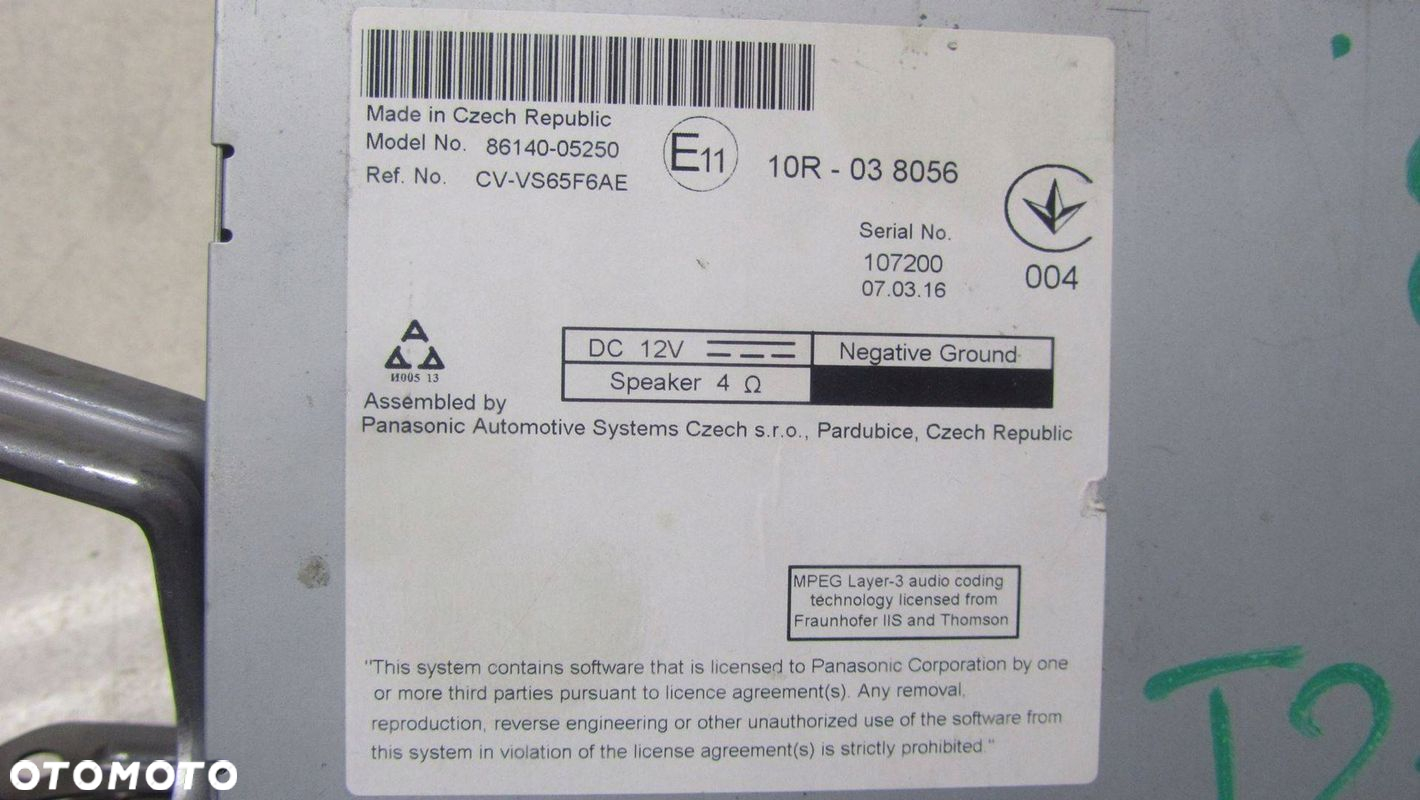 Made in Czech Republic
Model No. 86140-05250
Ref. No. CV-VS65F6AE
E11
10R - 03 8056
Serial No.
107200
07.03.16
004
И005 13
DC 12V
Negative Ground
Speaker 4 Ω
Assembled by
Panasonic Automotive Systems Czech s.r.o., Pardubice, Czech Republic
MPEG Layer-3 audio coding
technology licensed from
Fraunhofer IIS and Thomson
"This system contains software that is licensed to Panasonic Corporation by one
or more third parties pursuant to licence agreement(s). Any removal,
reproduction, reverse engineering or other unauthorized use of the software from
this system in violation of the license agreement(s) is strictly prohibited."
OTOMOTO